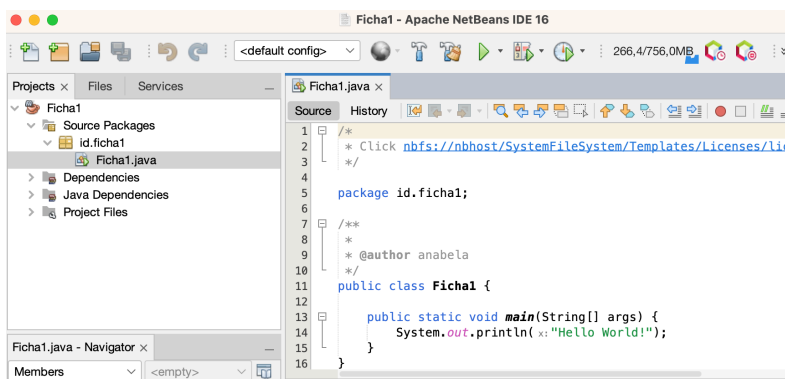 Ficha1 - Apache NetBeans IDE 16
<default config>
266,4/756,0MB
Projects Files Services
Ficha1
Source Packages
id.ficha1
Ficha1.java
Dependencies
Java Dependencies
Project Files
Ficha1.java - Navigator
Members <empty>
Ficha1.java
Source History
1 /*
2 * Click nbfs://nbhost/SystemFileSystem/Templates/Licenses/
3 */
4
5 package id.ficha1;
6
7 /**
8 *
9 * @author anabela
10 */
11 public class Ficha1 {
12
13 public static void main(String[] args) {
14 System.out.println( x: "Hello World!");
15 }
16 }